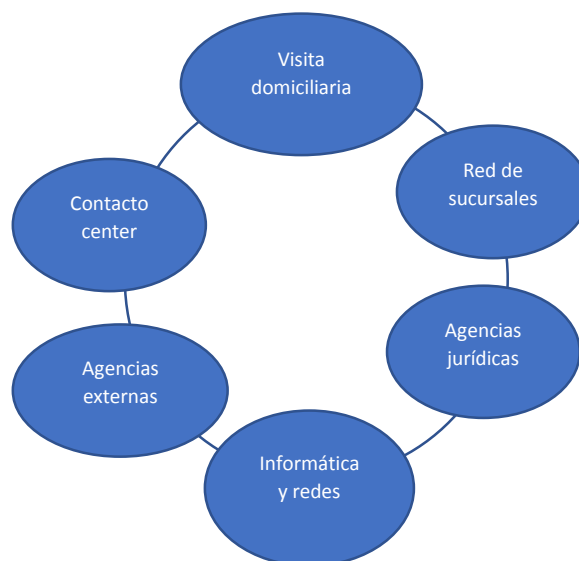 Visita
domiciliaria
Red de
sucursales
Agencias
jurídicas
Informática
y redes
Agencias
externas
Contacto
center